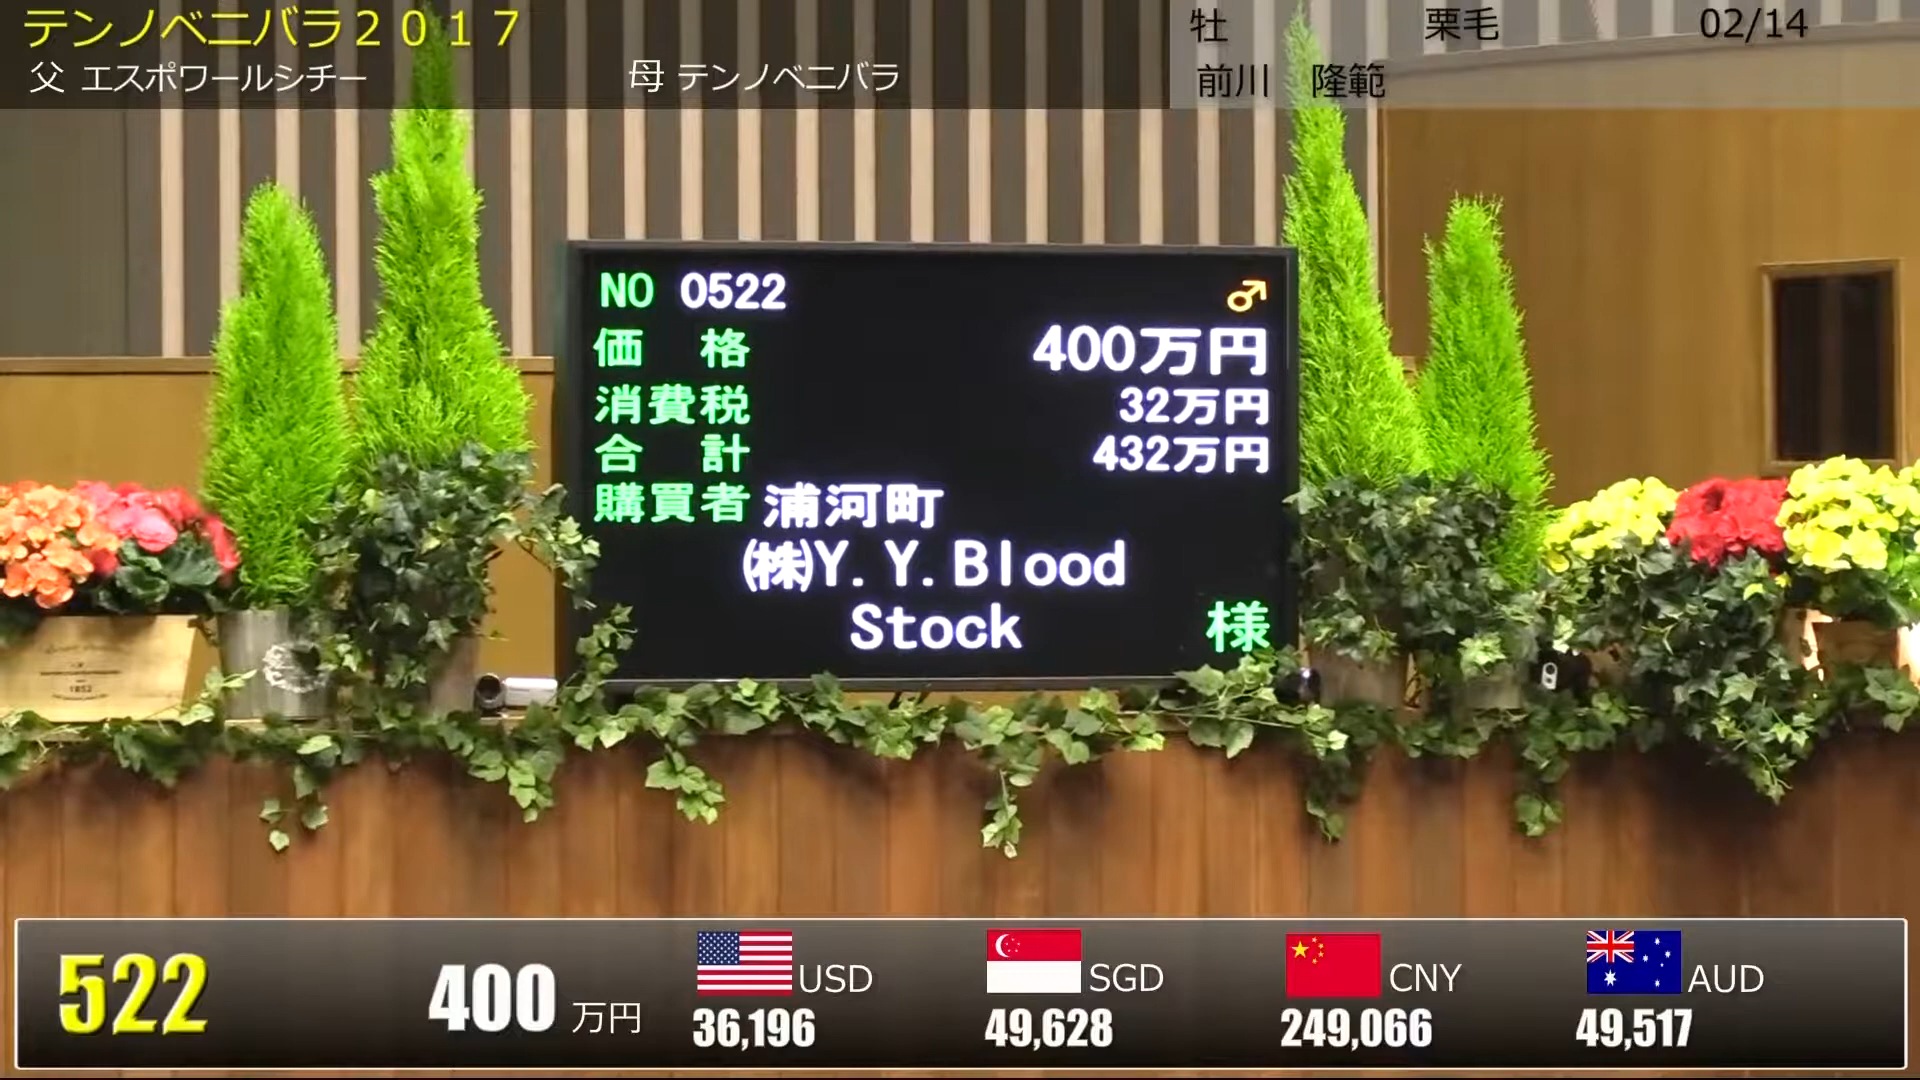 テンノベニバラ２０１７
父 エスポワールシチー 母 テンノベニバラ
牡 栗毛 02/14
前川 隆範
NO 0522 ♂
価格 400万円
消費税 32万円
合計 432万円
購買者 浦河町
㈱Y.Y.Blood
Stock 様
1852
522 400 万円
USD SGD CNY AUD
36,196 49,628 249,066 49,517